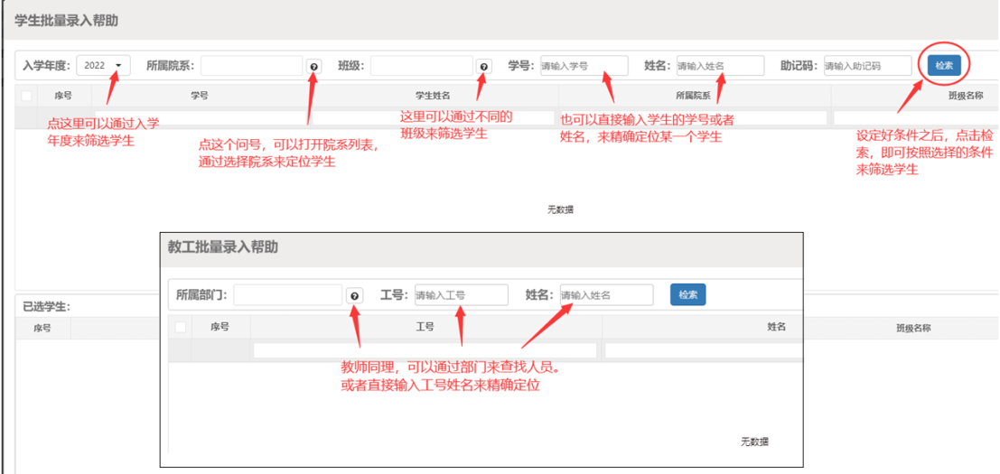 学生批量录入帮助
入学年度： 2022 所属院系： 班级： 学号： 请输入学号 姓名： 请输入姓名 助记码： 请输入助记码 检索
序号 学号 学生姓名 所属院系 班级名称
点这里可以通过入学
年度来筛选学生
点这个问号，可以打开院系列表，
通过选择院系来定位学生
这里可以通过不同的
班级来筛选学生
也可以直接输入学生的学号或者
姓名，来精确定位某一个学生
设定好条件之后，点击检
索，即可按照选择的条件
来筛选学生
无数据
教工批量录入帮助
所属部门： 工号： 请输入工号 姓名： 请输入姓名 检索
序号 工号 姓名
教师同理，可以通过部门来查找人员。
或者直接输入工号姓名来精确定位
无数据
已选学生：
序号 班级名称